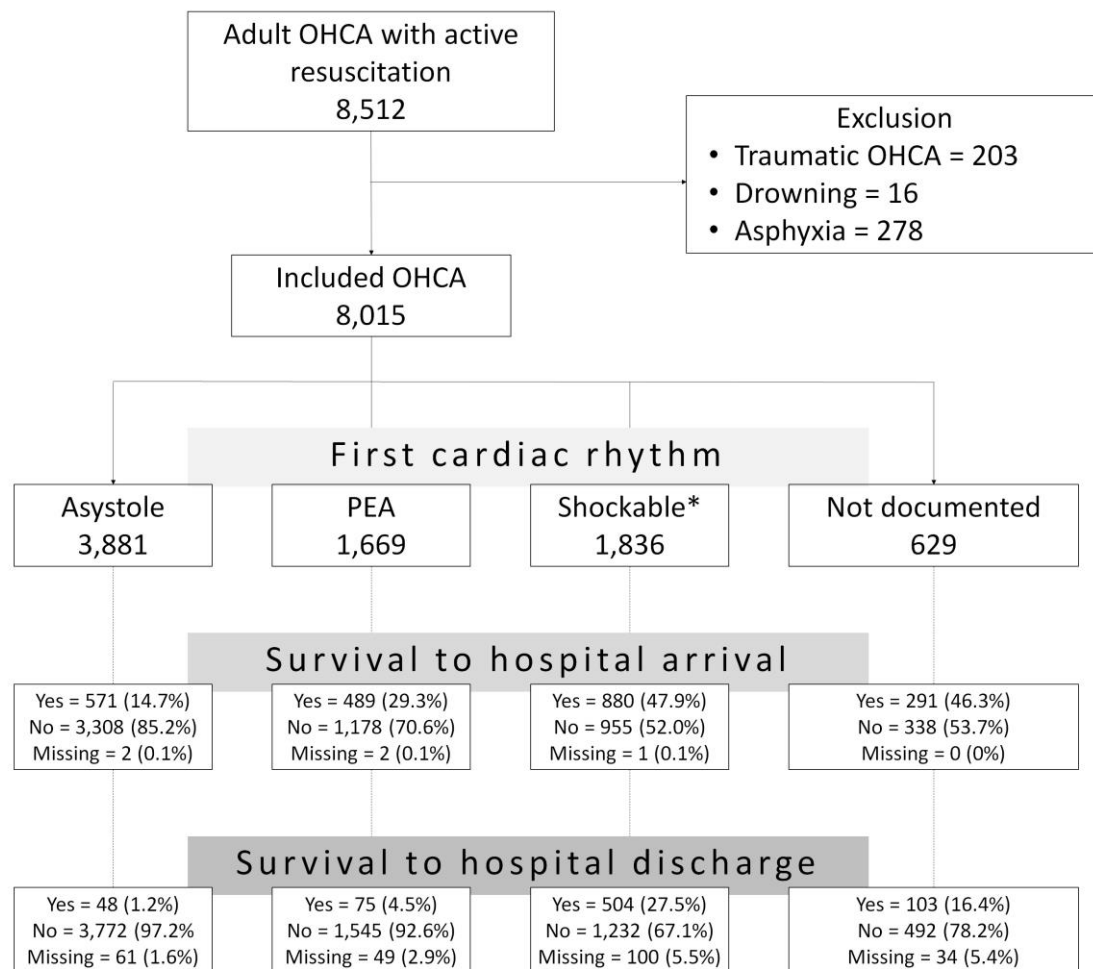 Adult OHCA with active
resuscitation
8,512
Exclusion
• Traumatic OHCA = 203
• Drowning = 16
• Asphyxia = 278
Included OHCA
8,015
First cardiac rhythm
Asystole
3,881
PEA
1,669
Shockable*
1,836
Not documented
629
Survival to hospital arrival
Yes = 571 (14.7%)
No = 3,308 (85.2%)
Missing = 2 (0.1%)
Yes = 489 (29.3%)
No = 1,178 (70.6%)
Missing = 2 (0.1%)
Yes = 880 (47.9%)
No = 955 (52.0%)
Missing = 1 (0.1%)
Yes = 291 (46.3%)
No = 338 (53.7%)
Missing = 0 (0%)
Survival to hospital discharge
Yes = 48 (1.2%)
No = 3,772 (97.2%
Missing = 61 (1.6%)
Yes = 75 (4.5%)
No = 1,545 (92.6%)
Missing = 49 (2.9%)
Yes = 504 (27.5%)
No = 1,232 (67.1%)
Missing = 100 (5.5%)
Yes = 103 (16.4%)
No = 492 (78.2%)
Missing = 34 (5.4%)